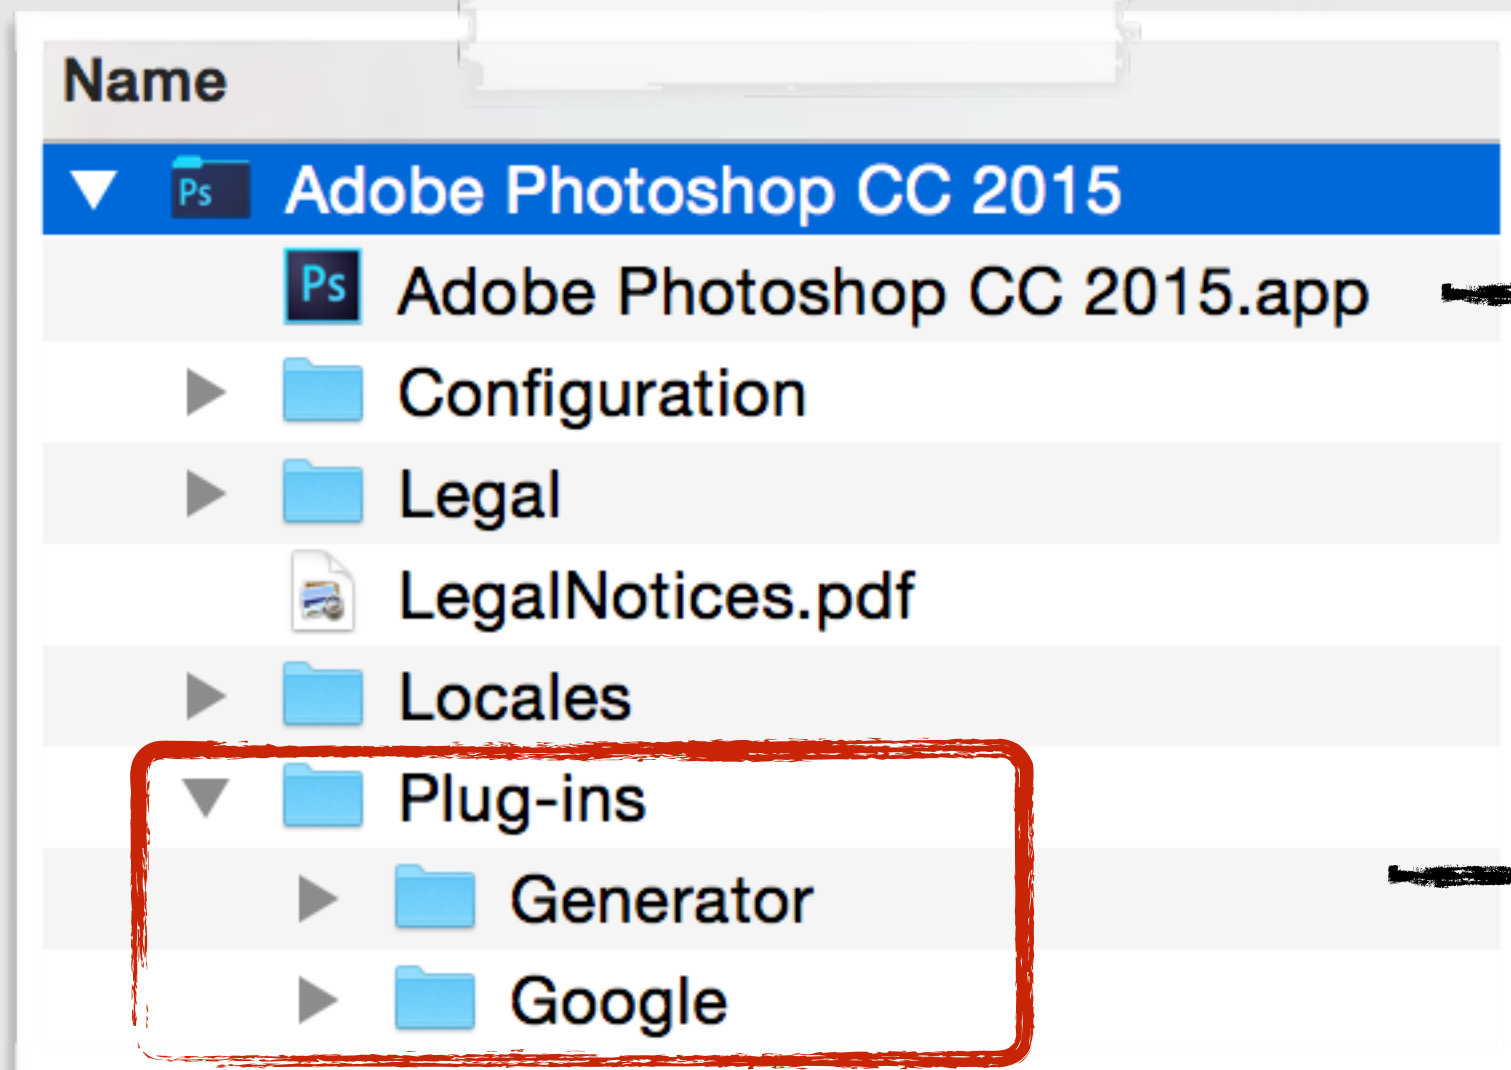 Name
Ps Adobe Photoshop CC 2015
Ps Adobe Photoshop CC 2015.app
Configuration
Legal
LegalNotices.pdf
Locales
Plug-ins
Generator
Google